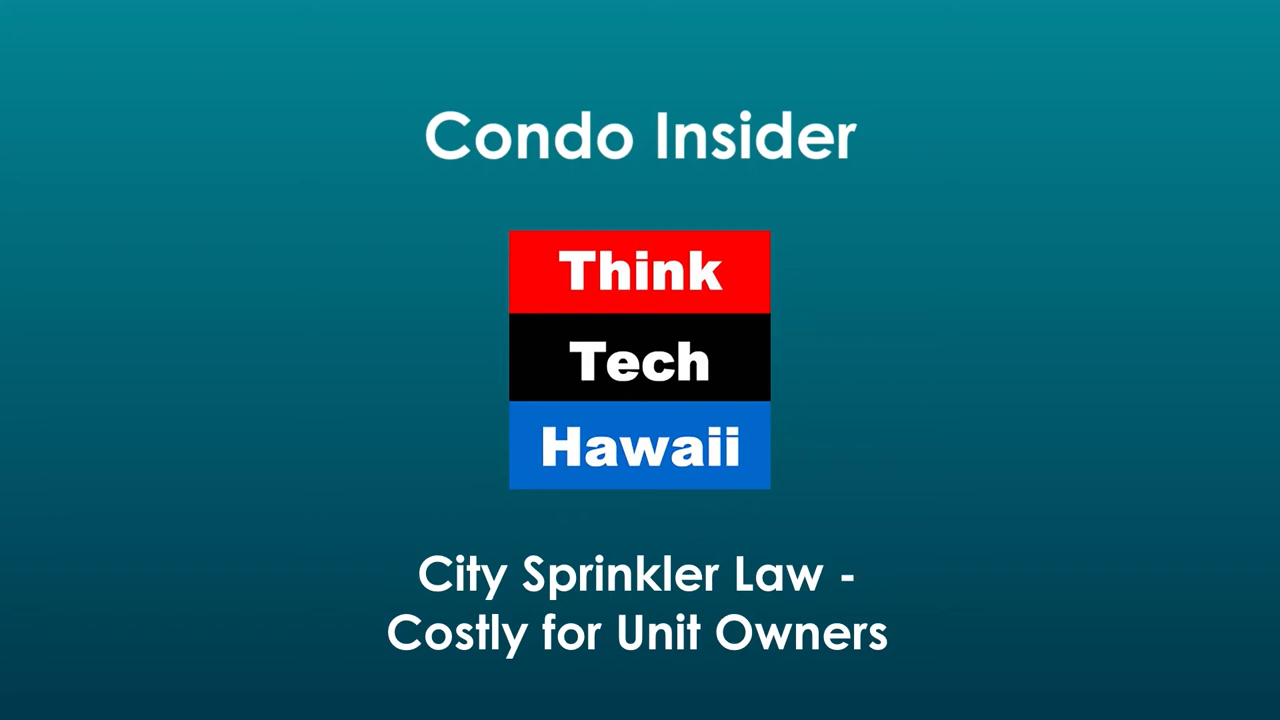 Condo Insider
Think
Tech
Hawaii
City Sprinkler Law -
Costly for Unit Owners